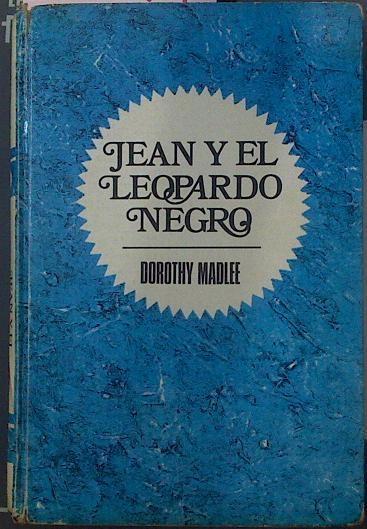 JEAN Y EL
LEOPARDO
NEGRO
DOROTHY MADLEE